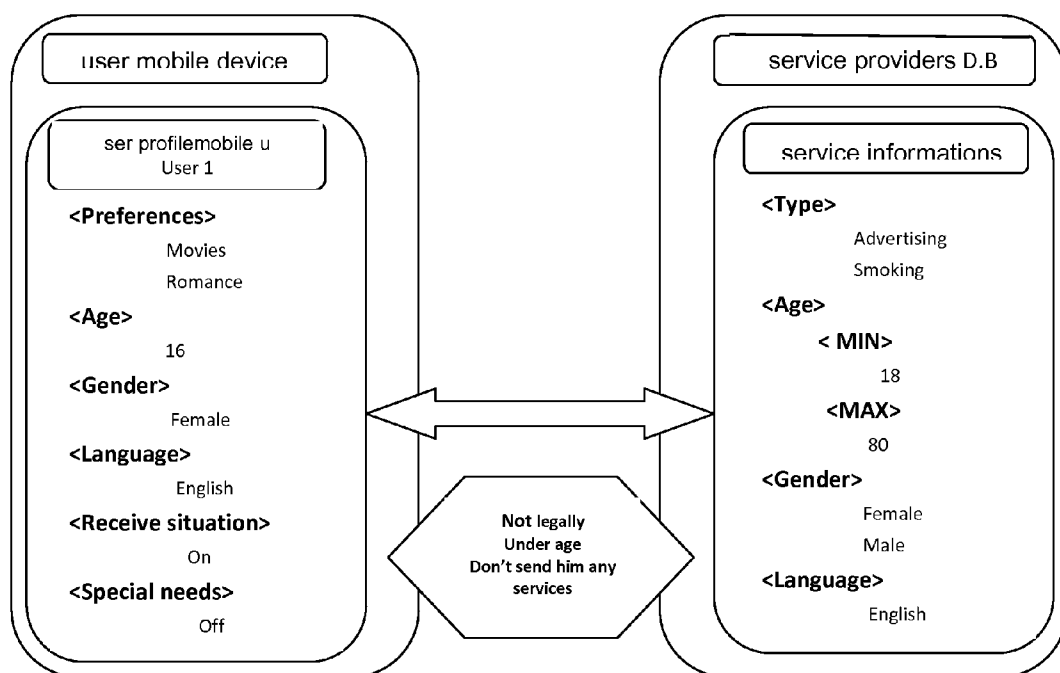 user mobile device
ser profilemobile u
User 1
<Preferences>
Movies
Romance
<Age>
16
<Gender>
Female
<Language>
English
<Receive situation>
On
<Special needs>
Off
Not legally
Under age
Don't send him any
services
service providers D.B
service informations
<Type>
Advertising
Smoking
<Age>
< MIN>
18
<MAX>
80
<Gender>
Female
Male
<Language>
English